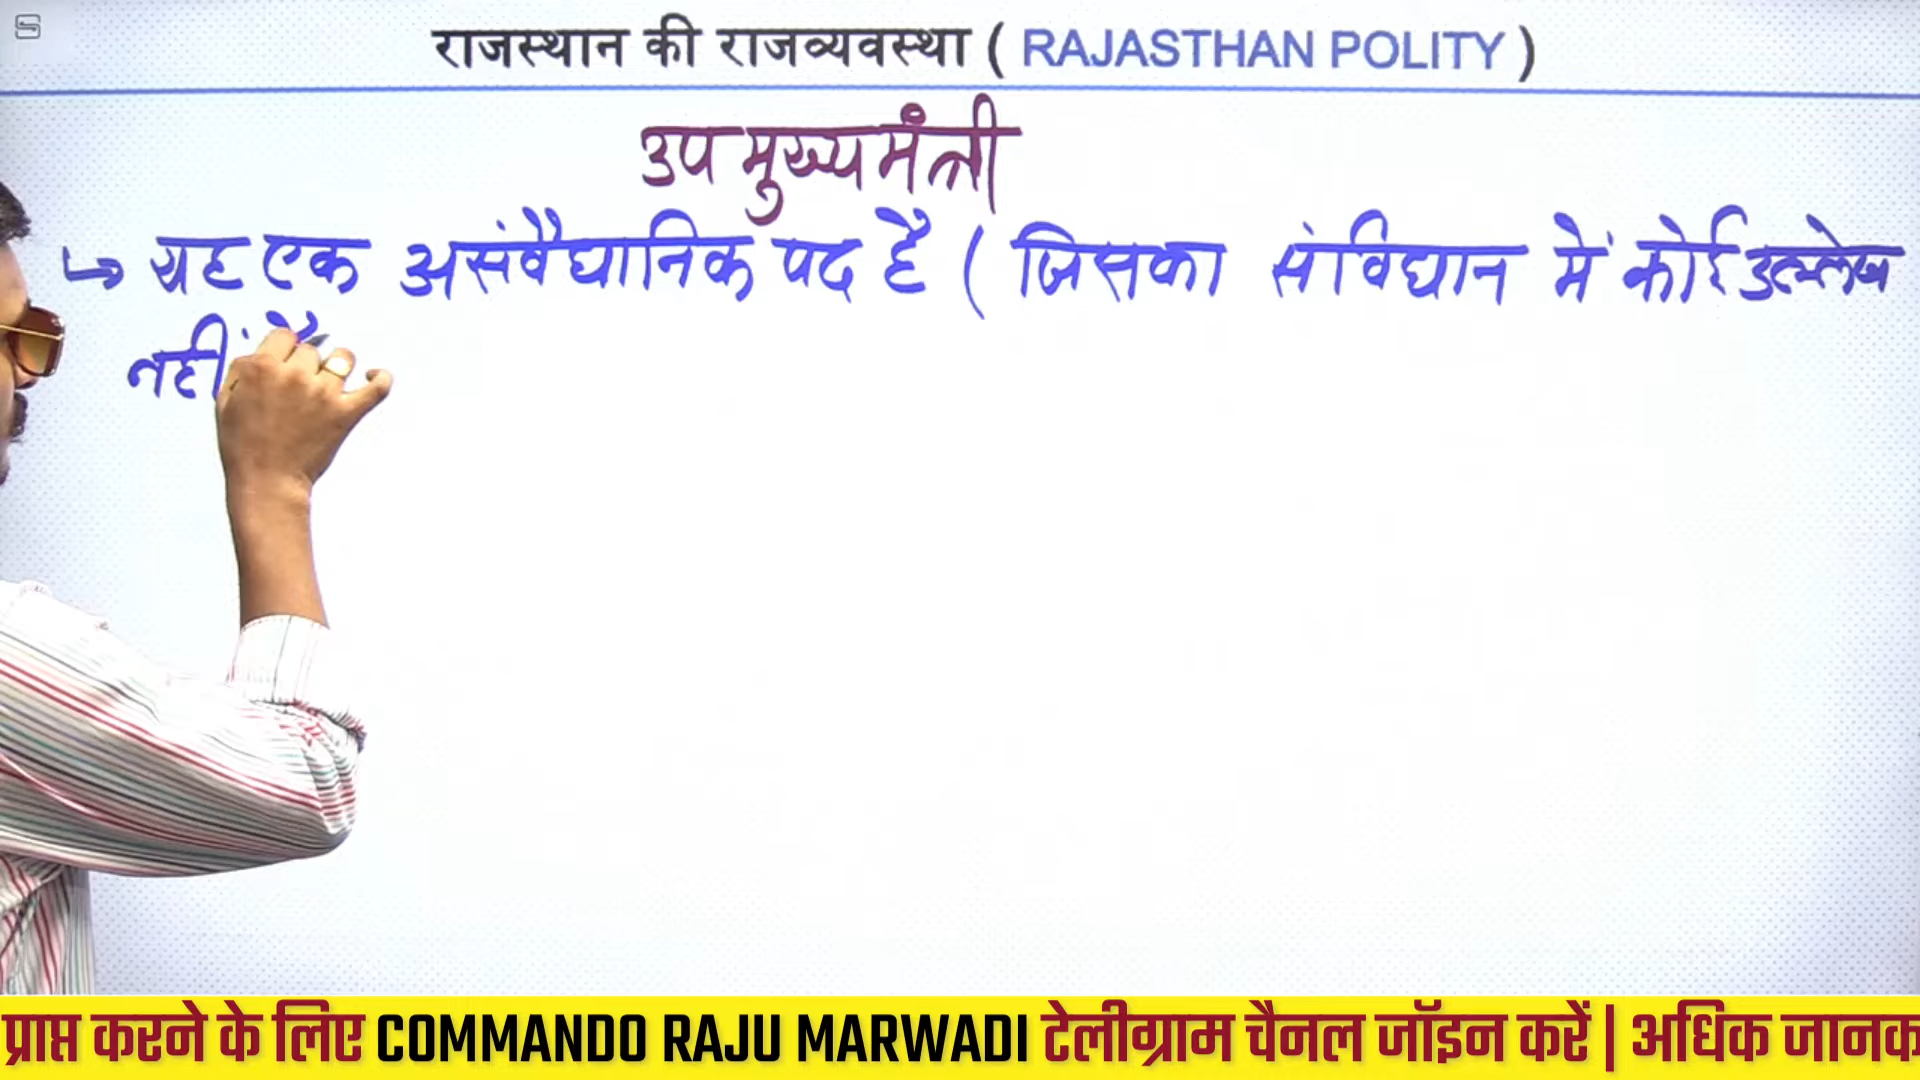 राजस्थान की राजव्यवस्था ( RAJASTHAN POLITY )
उप मुख्यमंत्री
↳ यह एक असंवैधानिक पद है ( जिसका संविधान में कोई उल्लेख
नहीं है
प्राप्त करने के लिए COMMANDO RAJU MARWADI टेलीग्राम चैनल जॉइन करें | अधिक जानक